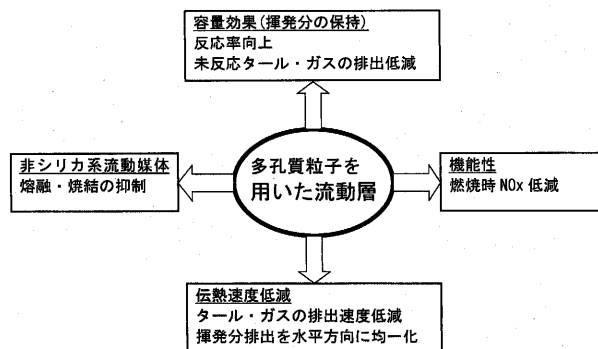 容量効果(揮発分の保持)
反応率向上
未反応タール・ガスの排出低減
非シリカ系流動媒体
熔融・焼結の抑制
多孔質粒子を
用いた流動層
機能性
燃焼時 NOx 低減
伝熱速度低減
タール・ガスの排出速度低減
揮発分排出を水平方向に均一化